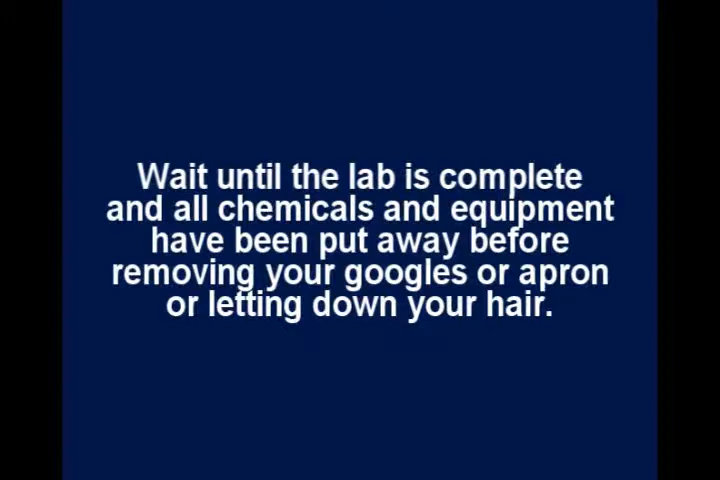 Wait until the lab is complete
and all chemicals and equipment
have been put away before
removing your googles or apron
or letting down your hair.